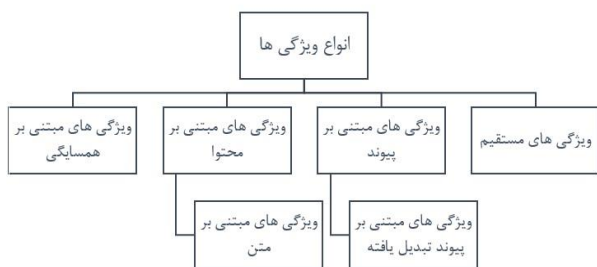 انواع ویژگی ها
ویژگی های مستقیم
ویژگی های مبتنی بر
پیوند
ویژگی های مبتنی بر
محتوا
ویژگی های مبتنی بر
همسایگی
ویژگی های مبتنی بر
پیوند تبدیل یافته
ویژگی های مبتنی بر
متن